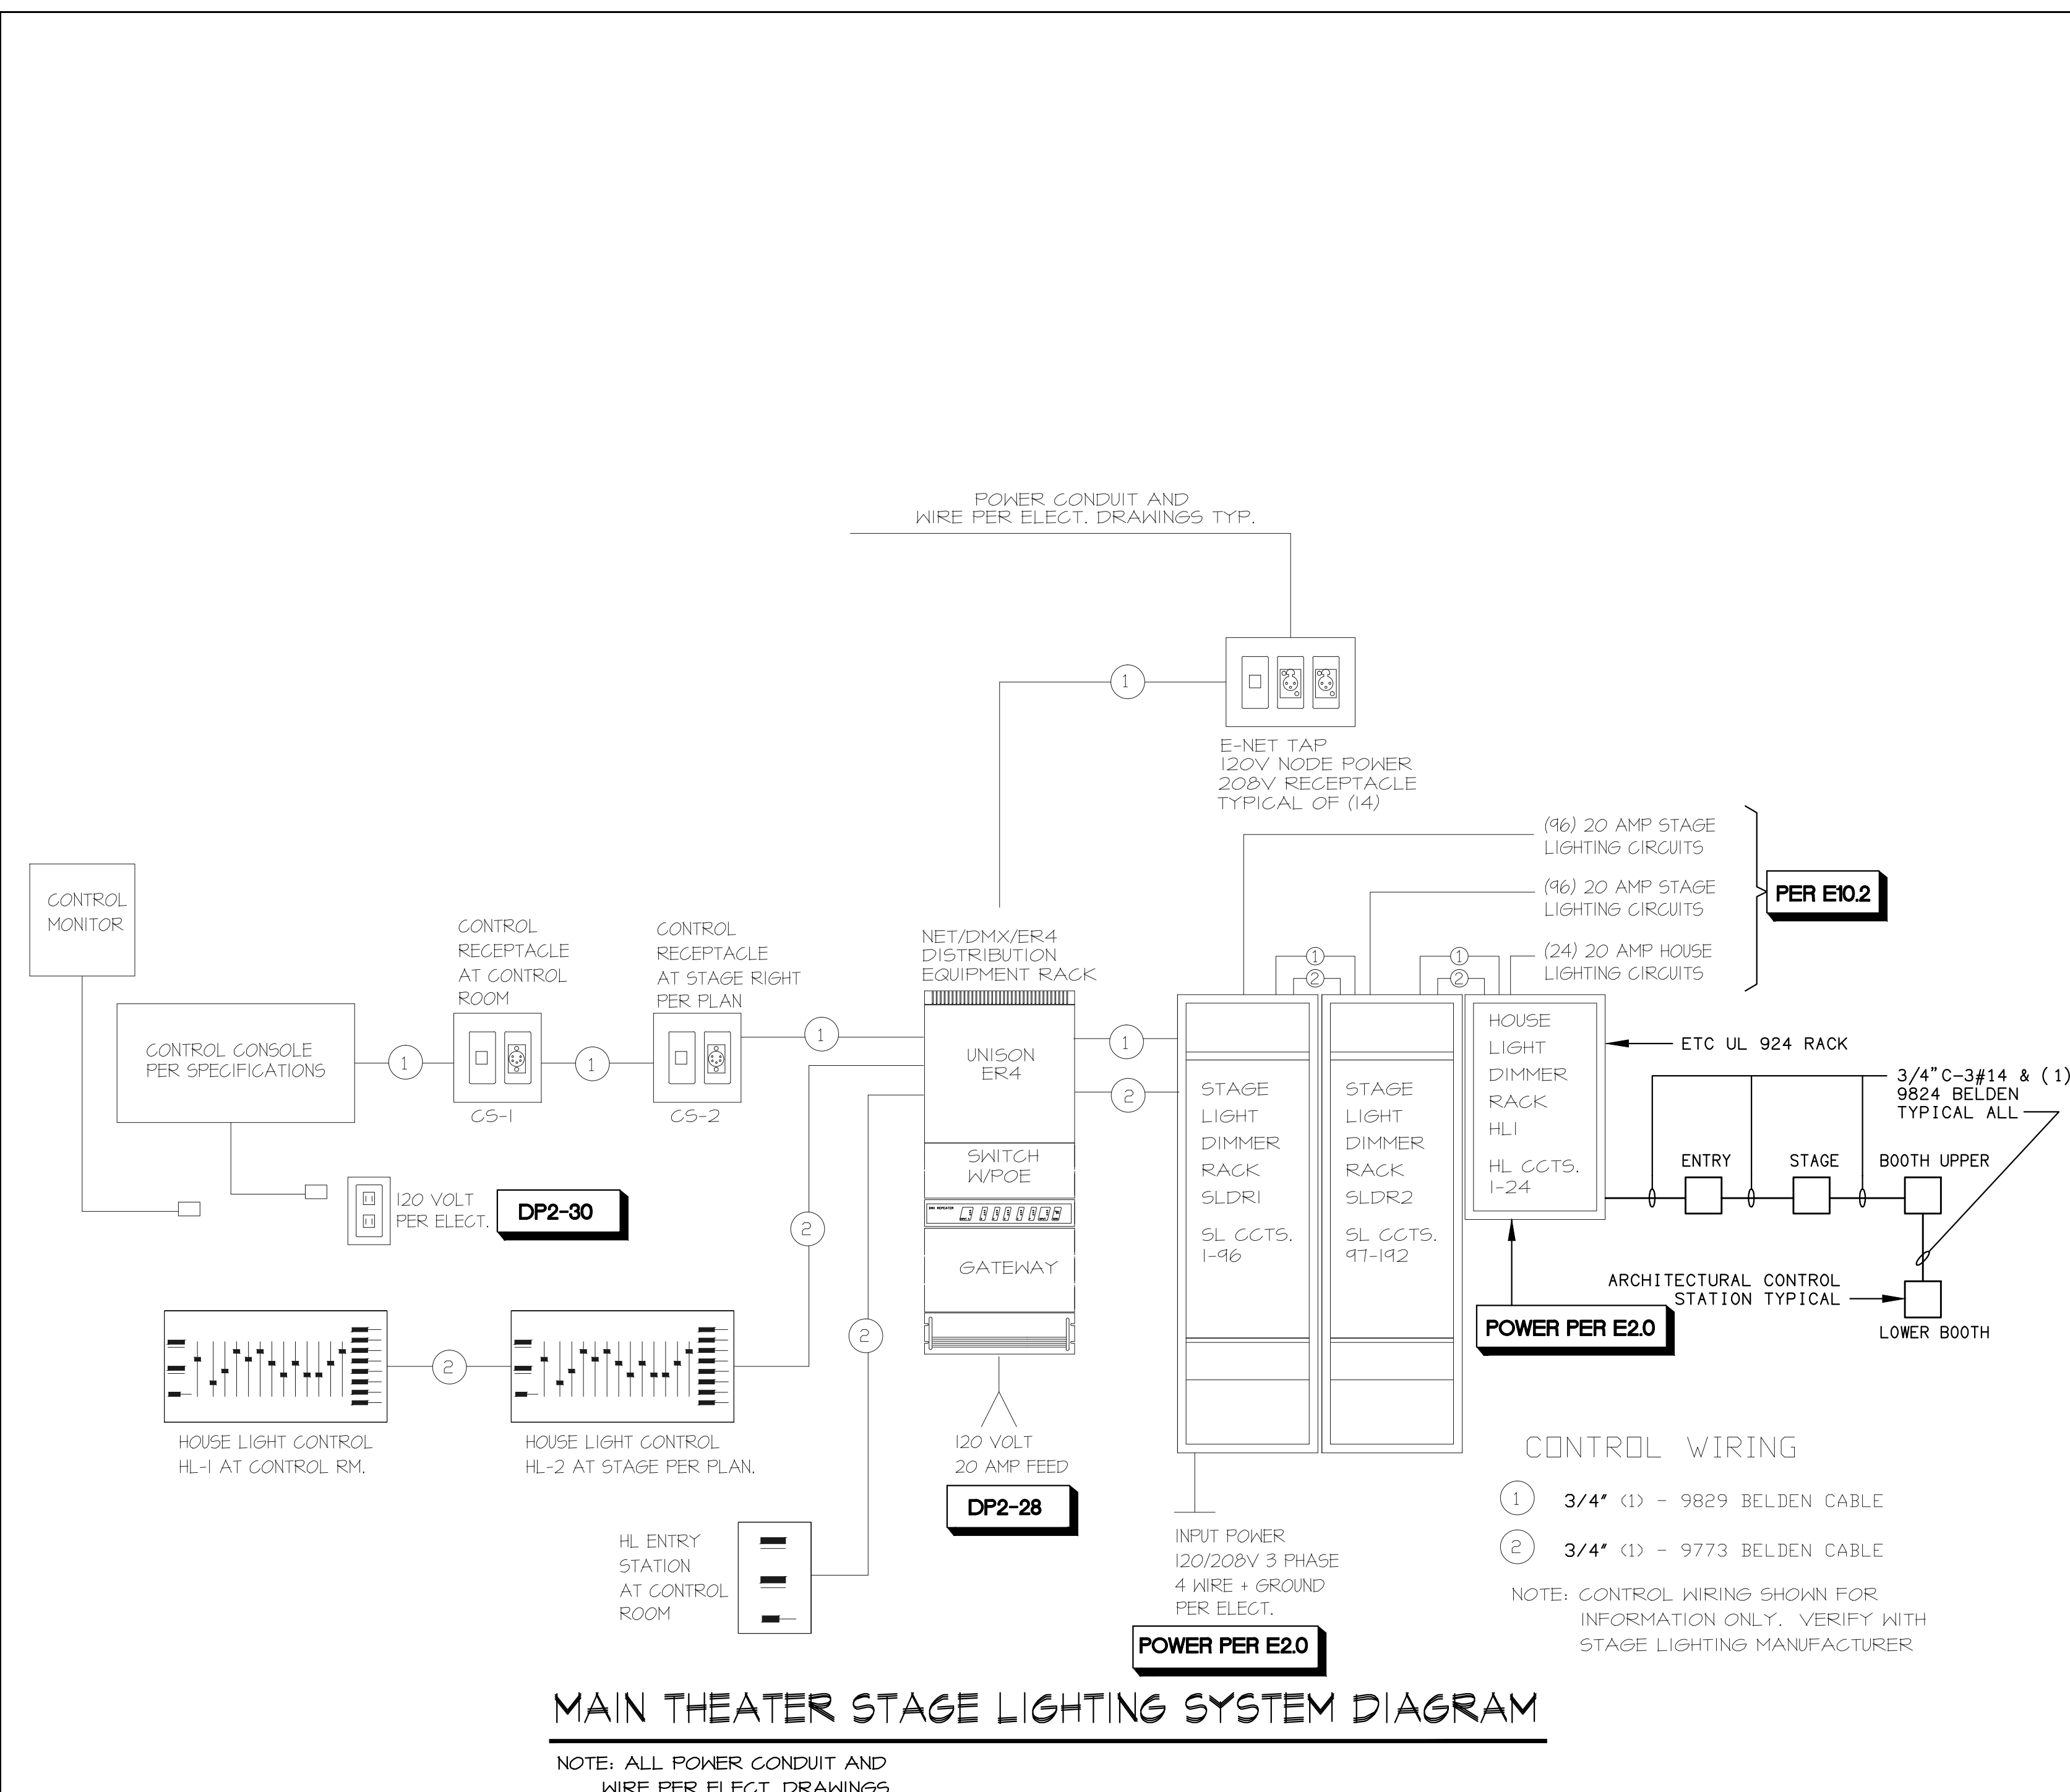 POWER CONDUIT AND
WIRE PER ELECT. DRAWINGS TYP.
1
E-NET TAP
120V NODE POWER
208V RECEPTACLE
TYPICAL OF (14)
(96) 20 AMP STAGE
LIGHTING CIRCUITS
(96) 20 AMP STAGE
LIGHTING CIRCUITS
(24) 20 AMP HOUSE
LIGHTING CIRCUITS
PER E10.2
CONTROL
MONITOR
CONTROL CONSOLE
PER SPECIFICATIONS
1
CONTROL
RECEPTACLE
AT CONTROL
ROOM
CS-1
1
CONTROL
RECEPTACLE
AT STAGE RIGHT
PER PLAN
CS-2
1
120 VOLT
PER ELECT.
DP2-30
NET/DMX/ER4
DISTRIBUTION
EQUIPMENT RACK
UNISON
ER4
SWITCH
W/POE
DMX REPEATER
GATEWAY
1
2
1
2
1
2
STAGE
LIGHT
DIMMER
RACK
SLDR1
SL CCTS.
1-96
STAGE
LIGHT
DIMMER
RACK
SLDR2
SL CCTS.
97-192
HOUSE
LIGHT
DIMMER
RACK
HL1
HL CCTS.
1-24
ETC UL 924 RACK
3/4"C-3#14 & (1)
9824 BELDEN
TYPICAL ALL
ENTRY
STAGE
BOOTH UPPER
ARCHITECTURAL CONTROL
STATION TYPICAL
LOWER BOOTH
POWER PER E2.0
2
2
2
HOUSE LIGHT CONTROL
HL-1 AT CONTROL RM.
HOUSE LIGHT CONTROL
HL-2 AT STAGE PER PLAN.
120 VOLT
20 AMP FEED
DP2-28
HL ENTRY
STATION
AT CONTROL
ROOM
INPUT POWER
120/208V 3 PHASE
4 WIRE + GROUND
PER ELECT.
POWER PER E2.0
CONTROL WIRING
1 3/4" (1) - 9829 BELDEN CABLE
2 3/4" (1) - 9773 BELDEN CABLE
NOTE: CONTROL WIRING SHOWN FOR
INFORMATION ONLY. VERIFY WITH
STAGE LIGHTING MANUFACTURER
MAIN THEATER STAGE LIGHTING SYSTEM DIAGRAM
NOTE: ALL POWER CONDUIT AND
WIRE PER ELECT. DRAWINGS